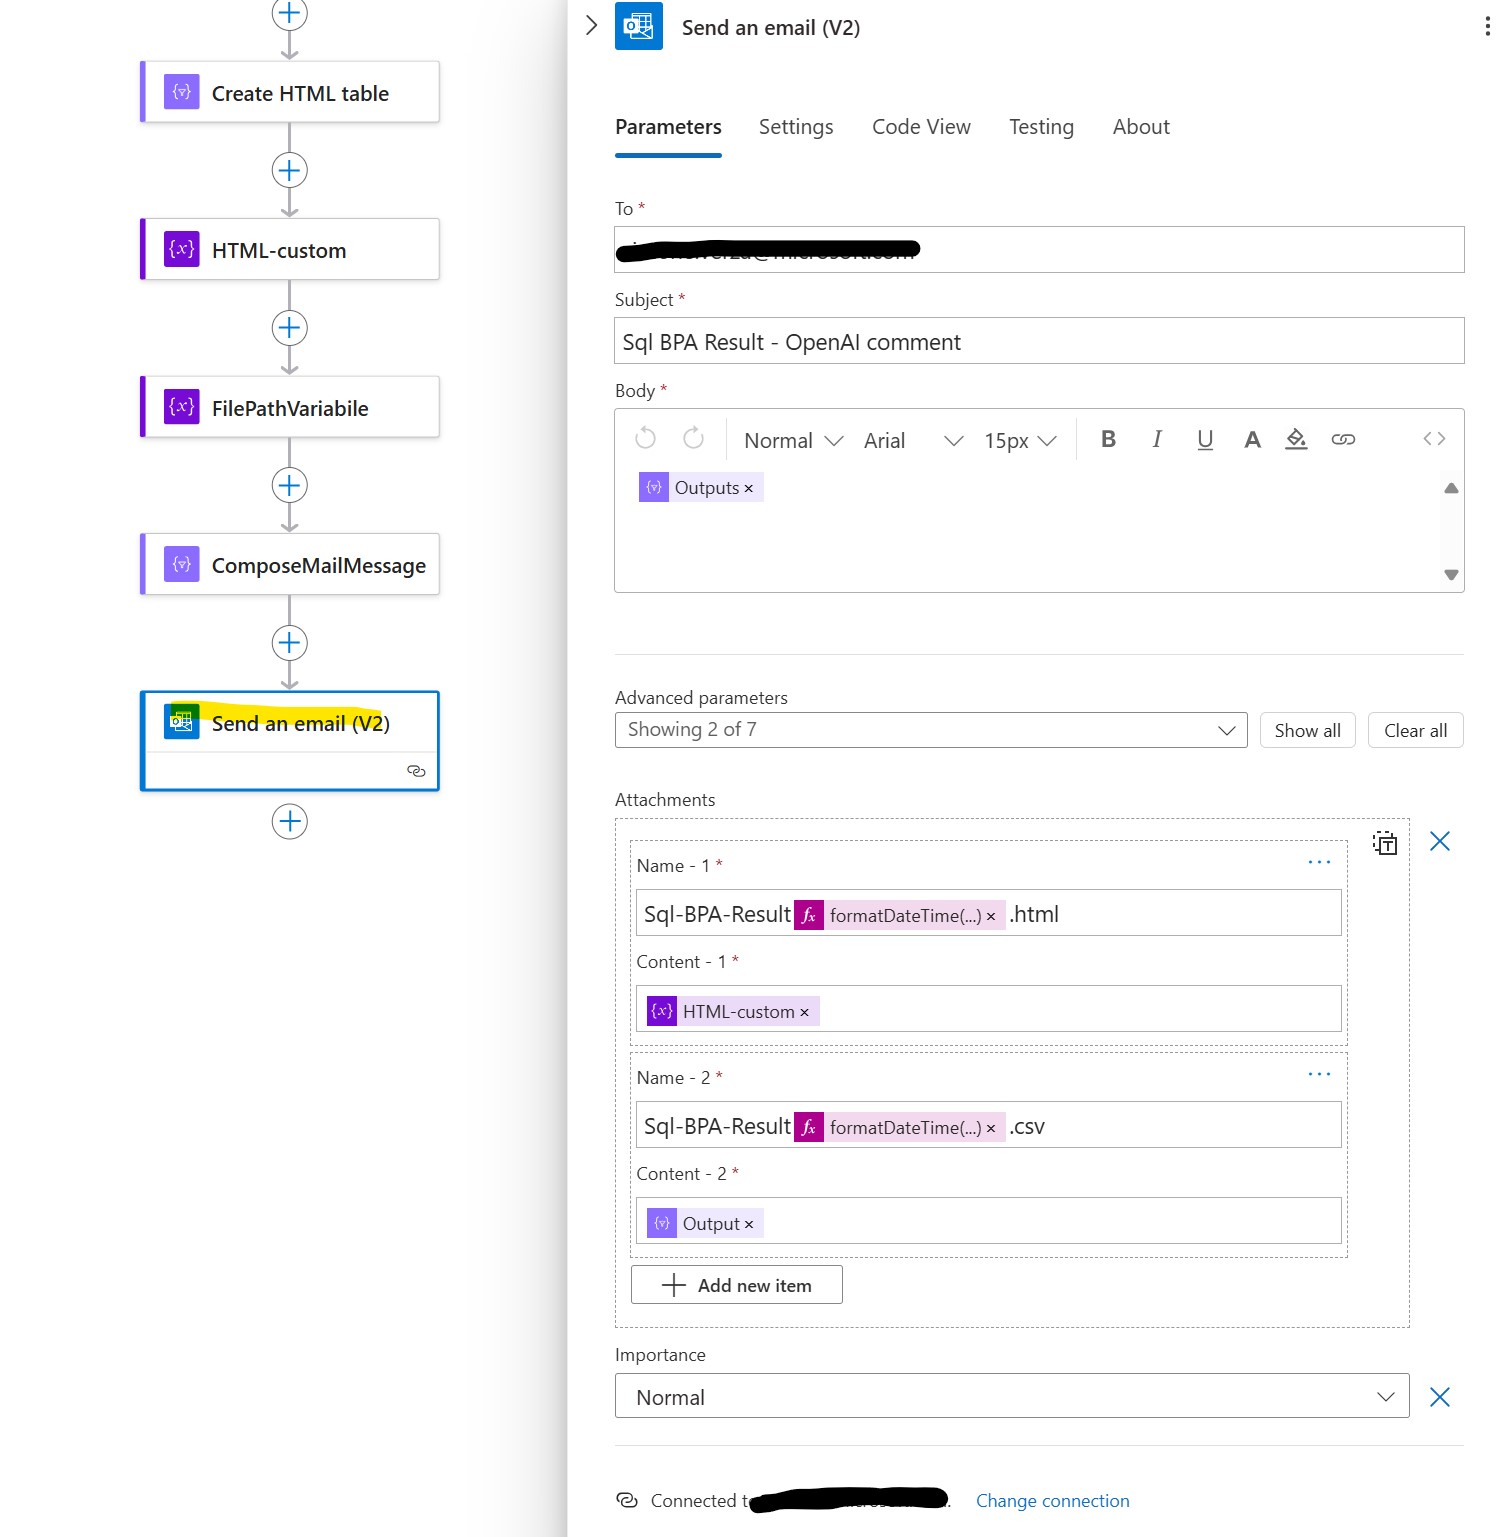 Create HTML table
HTML-custom
FilePathVariabile
ComposeMailMessage
Send an email (V2)
Send an email (V2)
Parameters Settings Code View Testing About
To *
Subject *
Sql BPA Result - OpenAI comment
Body *
Normal Arial 15px B I U A
Outputs ×
Advanced parameters
Showing 2 of 7 Show all Clear all
Attachments
Name - 1 *
Sql-BPA-Result fx formatDateTime(...) × .html
Content - 1 *
{x} HTML-custom ×
Name - 2 *
Sql-BPA-Result fx formatDateTime(...) × .csv
Content - 2 *
Output ×
Add new item
Importance
Normal
Connected Change connection